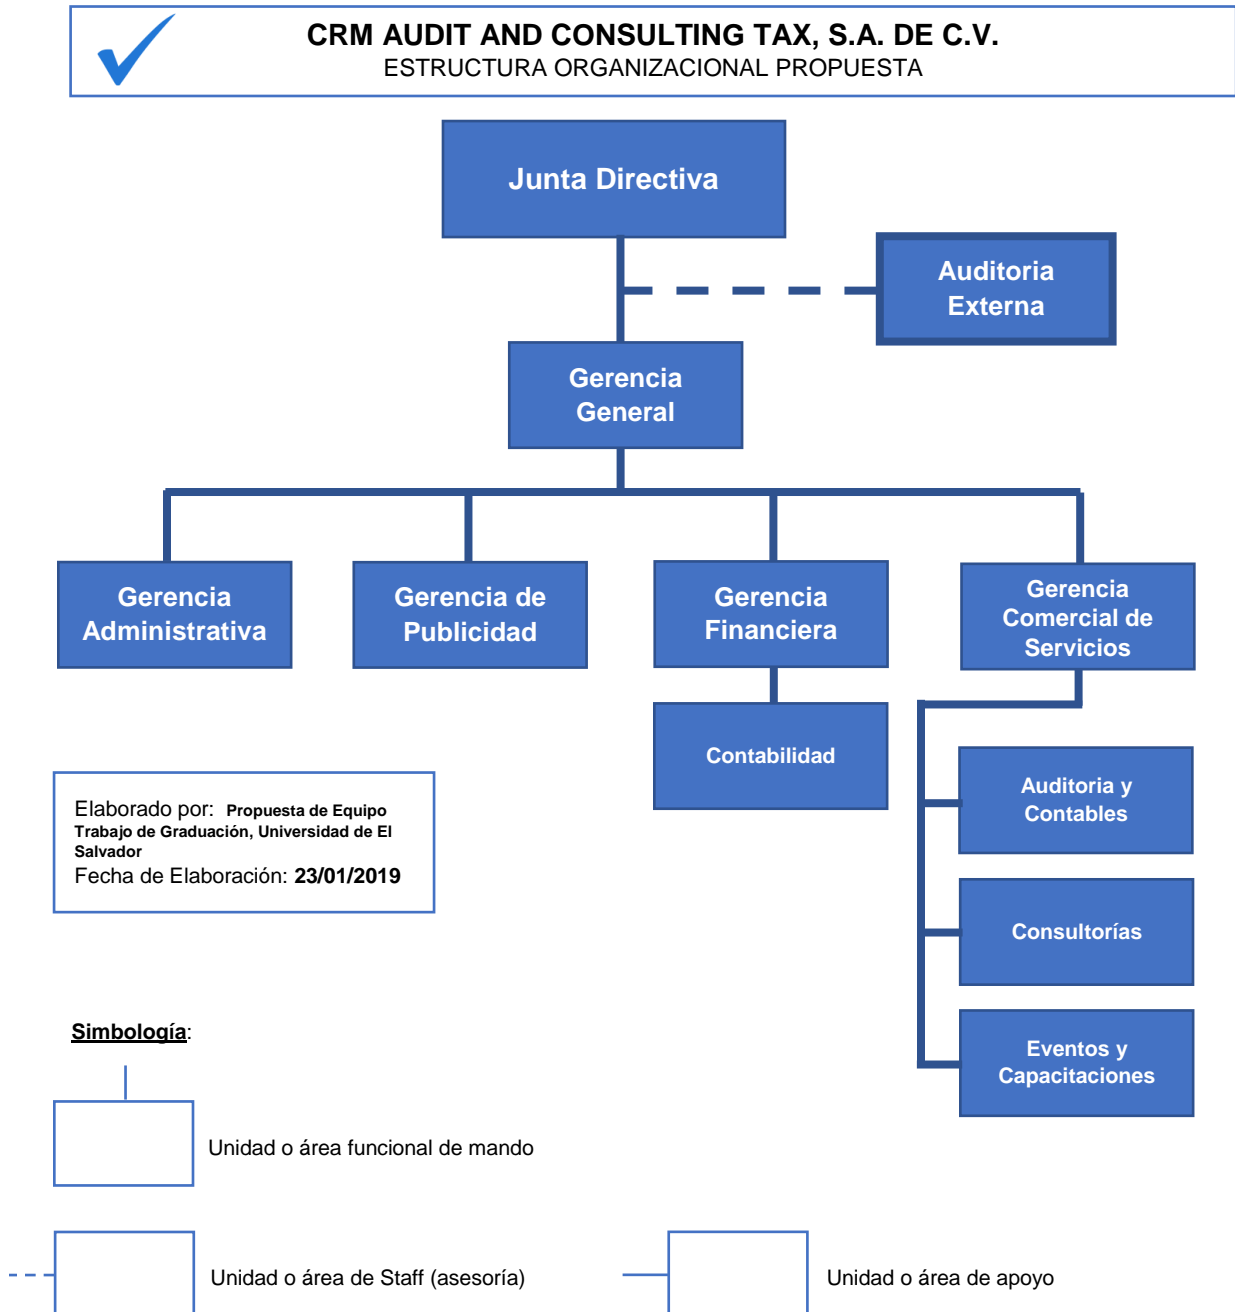 CRM AUDIT AND CONSULTING TAX, S.A. DE C.V.
ESTRUCTURA ORGANIZACIONAL PROPUESTA
Junta Directiva
Auditoria
Externa
Gerencia
General
Gerencia
Administrativa
Gerencia de
Publicidad
Gerencia
Financiera
Gerencia
Comercial de
Servicios
Contabilidad
Auditoria y
Contables
Consultorías
Eventos y
Capacitaciones
Elaborado por: Propuesta de Equipo
Trabajo de Graduación, Universidad de El
Salvador
Fecha de Elaboración: 23/01/2019
Simbología:
Unidad o área funcional de mando
Unidad o área de Staff (asesoría)
Unidad o área de apoyo